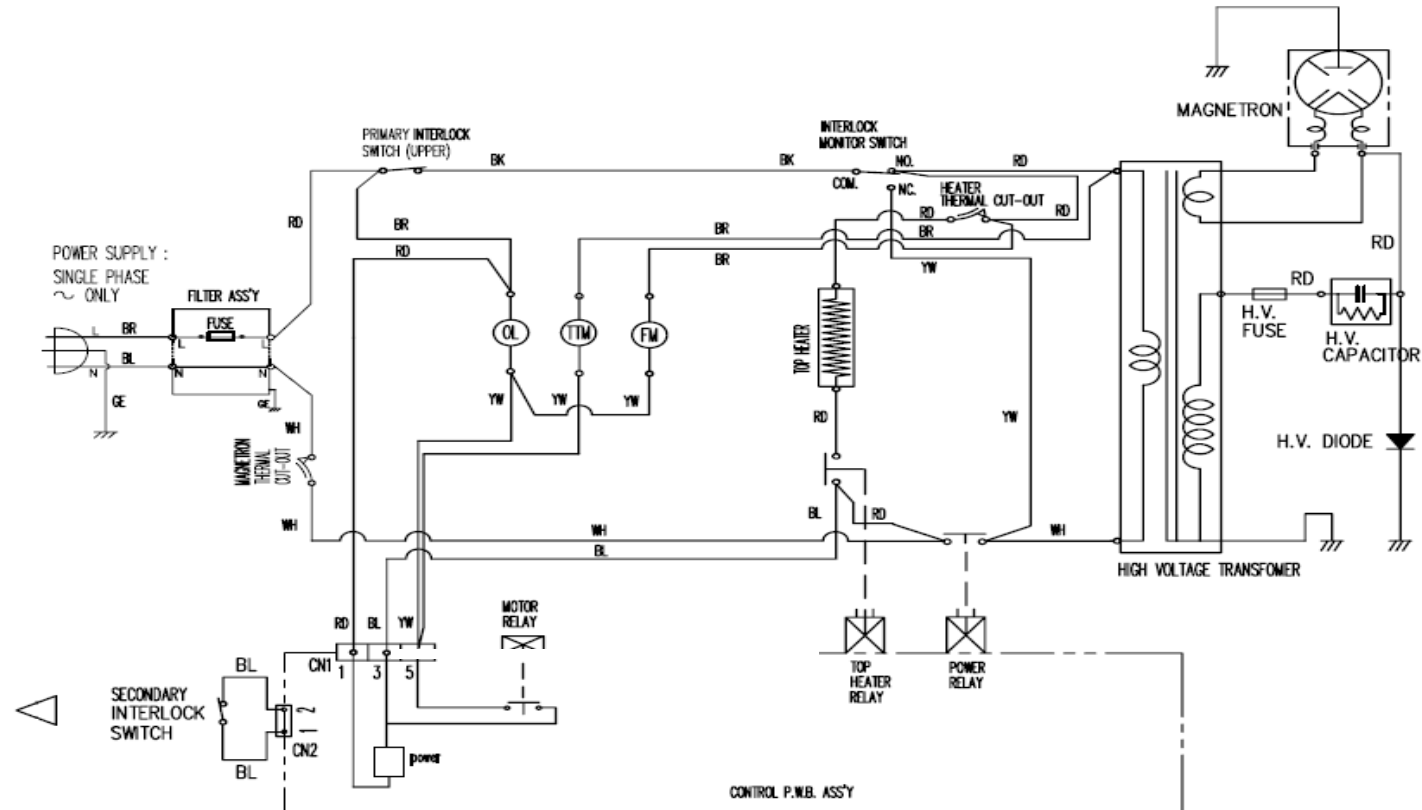 MAGNETRON
PRIMARY INTERLOCK
SWITCH (UPPER)
INTERLOCK
MONITOR SWITCH
BK
BK
NO.
RD
COM.
NC.
HEATER
THERMAL CUT-OUT
RD
RD
RD
BR
BR
BR
RD
BR
YW
RD
POWER SUPPLY :
SINGLE PHASE
~ ONLY
FILTER ASS'Y
FUSE
L
BR
L
L
BL
N
N
N
GE
GE
OL
TTM
FM
TOP HEATER
RD
H.V.
FUSE
H.V.
CAPACITOR
YW
YW
YW
RD
YW
WH
MAGNETRON
THERMAL
CUT-OUT
H.V. DIODE
WH
WH
BL
BL
RD
WH
HIGH VOLTAGE TRANSFOMER
RD
BL
YW
MOTOR
RELAY
CN1
1
3
5
TOP
HEATER
RELAY
POWER
RELAY
BL
SECONDARY
INTERLOCK
SWITCH
2
1
CN2
BL
power
CONTROL P.W.B. ASS'Y